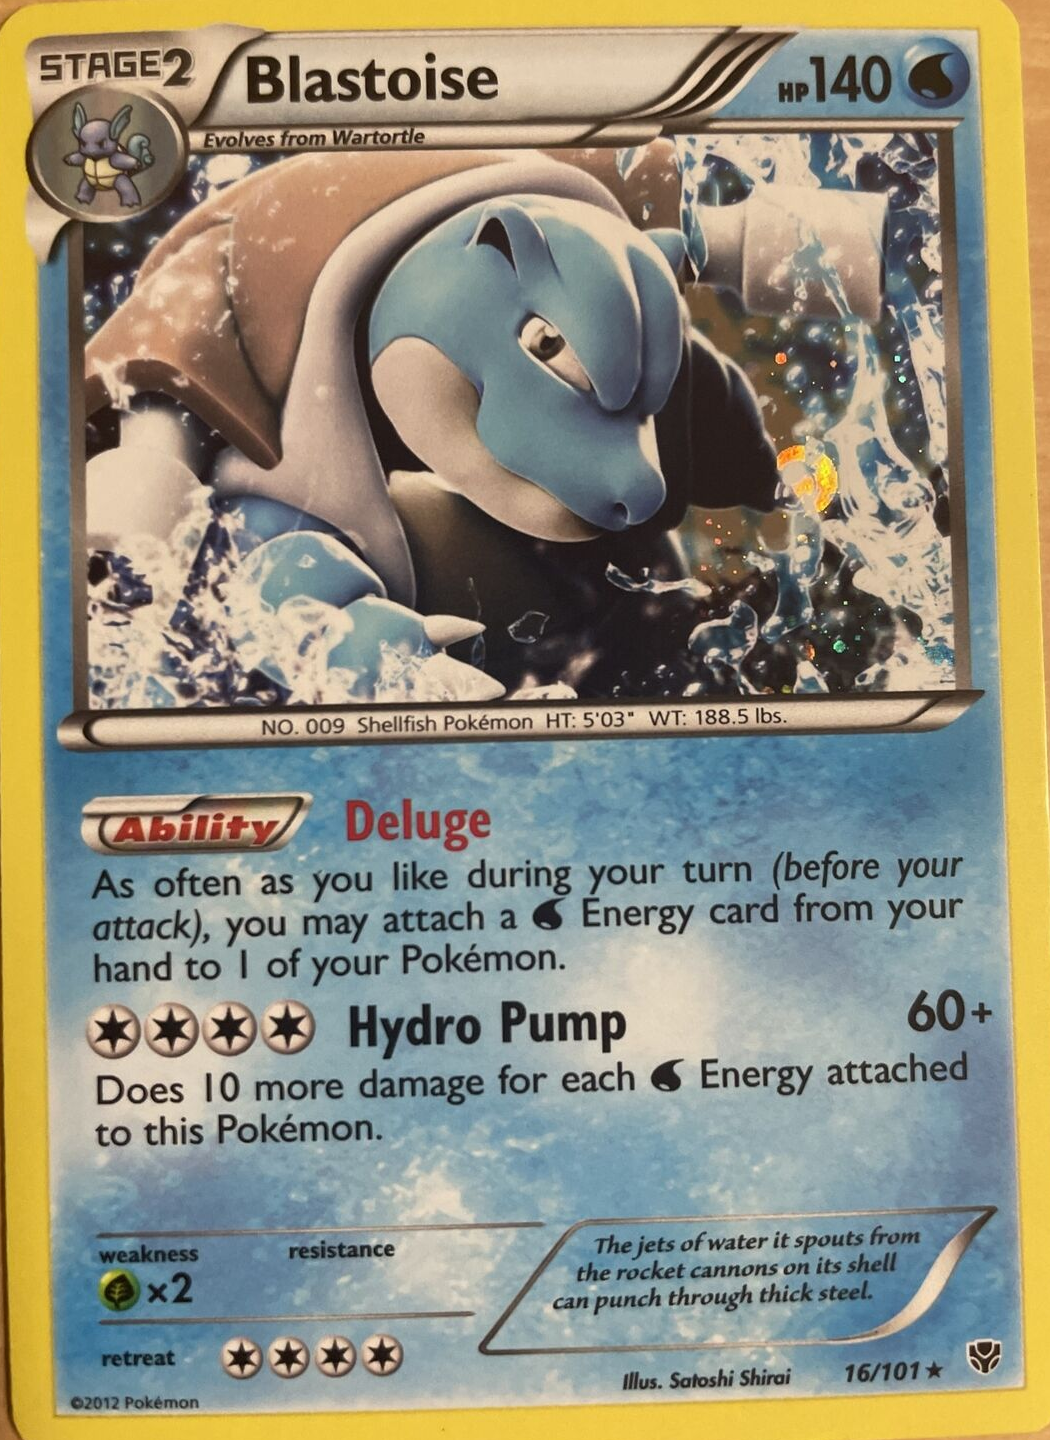 STAGE2
Blastoise
HP140
Evolves from Wartortle
NO. 009 Shellfish Pokémon HT: 5'03" WT: 188.5 lbs.
Ability Deluge
As often as you like during your turn (before your
attack), you may attach a Energy card from your
hand to 1 of your Pokémon.
Hydro Pump 60+
Does 10 more damage for each Energy attached
to this Pokémon.
weakness resistance
×2
retreat
The jets of water it spouts from
the rocket cannons on its shell
can punch through thick steel.
Illus. Satoshi Shirai 16/101 ★
©2012 Pokémon